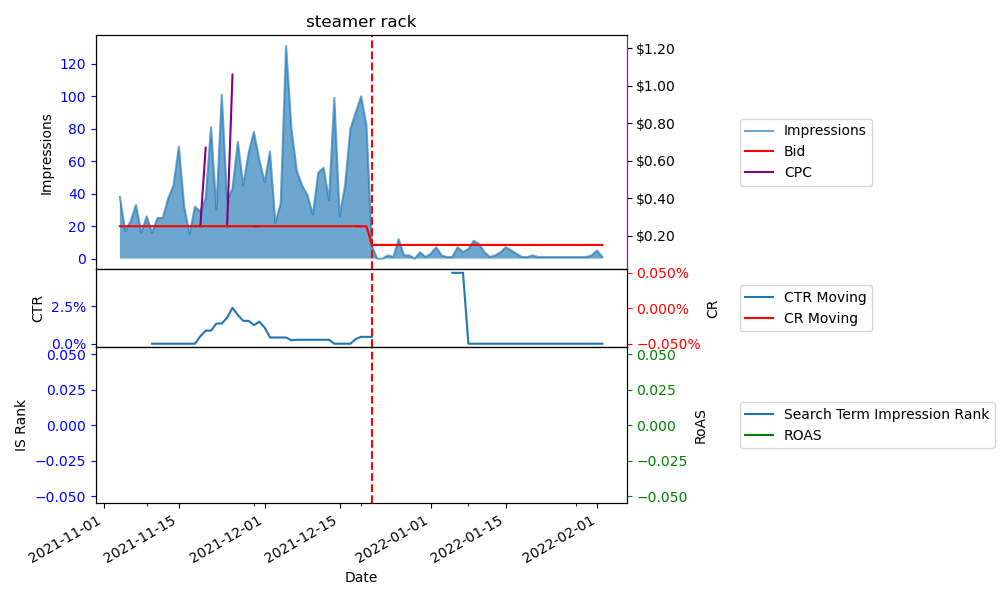 steamer rack
Impressions
120
100
80
60
40
20
0
$1.20
$1.00
$0.80
$0.60
$0.40
$0.20
Impressions
Bid
CPC
CTR
2.5%
0.0%
0.050%
0.000%
−0.050%
CR
CTR Moving
CR Moving
IS Rank
0.050
0.025
0.000
−0.025
−0.050
0.050
0.025
0.000
−0.025
−0.050
RoAS
Search Term Impression Rank
ROAS
2021-11-01
2021-11-15
2021-12-01
2021-12-15
2022-01-01
2022-01-15
2022-02-01
Date